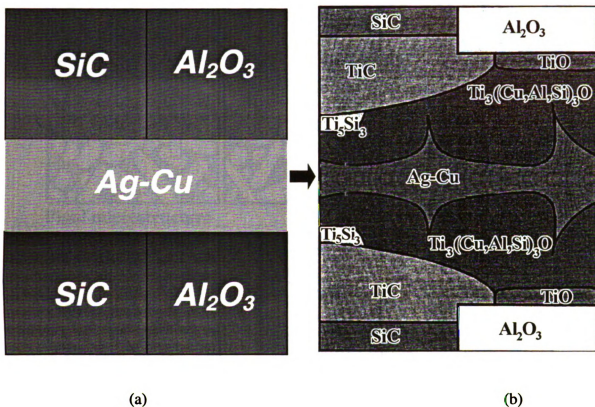 SiC Al₂O₃
Ag-Cu
SiC Al₂O₃
(a)
SiC Al₂O₃
TiC TiO
Ti₃(Cu,Al,Si)₃O
Ti₅Si₃
Ag-Cu
Ti₅Si₃ Ti₃(Cu,Al,Si)₃O
TiC TiO
SiC Al₂O₃
(b)